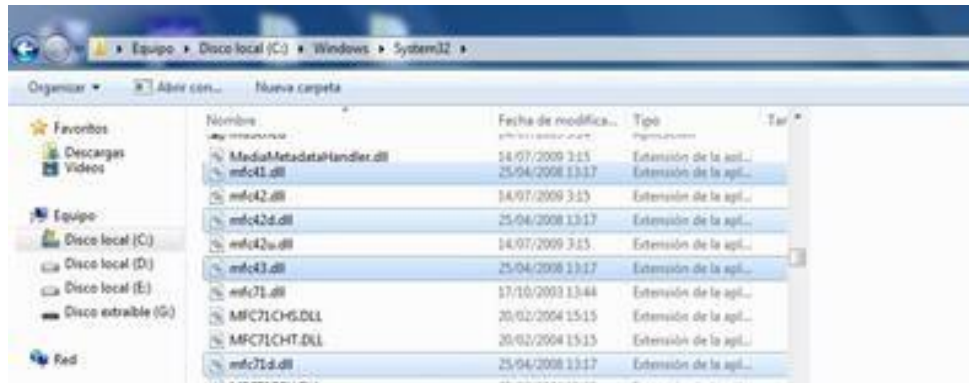 Equipo ▸ Disco local (C:) ▸ Windows ▸ System32 ▸
Organizar Abrir con... Nueva carpeta
Nombre Fecha de modifica... Tipo
Favoritos
Descargas
Videos
Equipo
Disco local (C:)
Disco local (D:)
Disco local (E:)
Disco extraíble (G:)
Red
MediaMetadataHandler.dll 14/07/2009 3:15 Extensión de la apl...
mfc41.dll 25/04/2008 13:17 Extensión de la apl...
mfc42.dll 14/07/2009 3:15 Extensión de la apl...
mfc42d.dll 25/04/2008 13:17 Extensión de la apl...
mfc42u.dll 14/07/2009 3:15 Extensión de la apl...
mfc43.dll 25/04/2008 13:17 Extensión de la apl...
mfc71.dll 17/10/2003 13:44 Extensión de la apl...
MFC71CHS.DLL 20/02/2004 15:15 Extensión de la apl...
MFC71CHT.DLL 20/02/2004 15:15 Extensión de la apl...
mfc71d.dll 25/04/2008 13:17 Extensión de la apl...